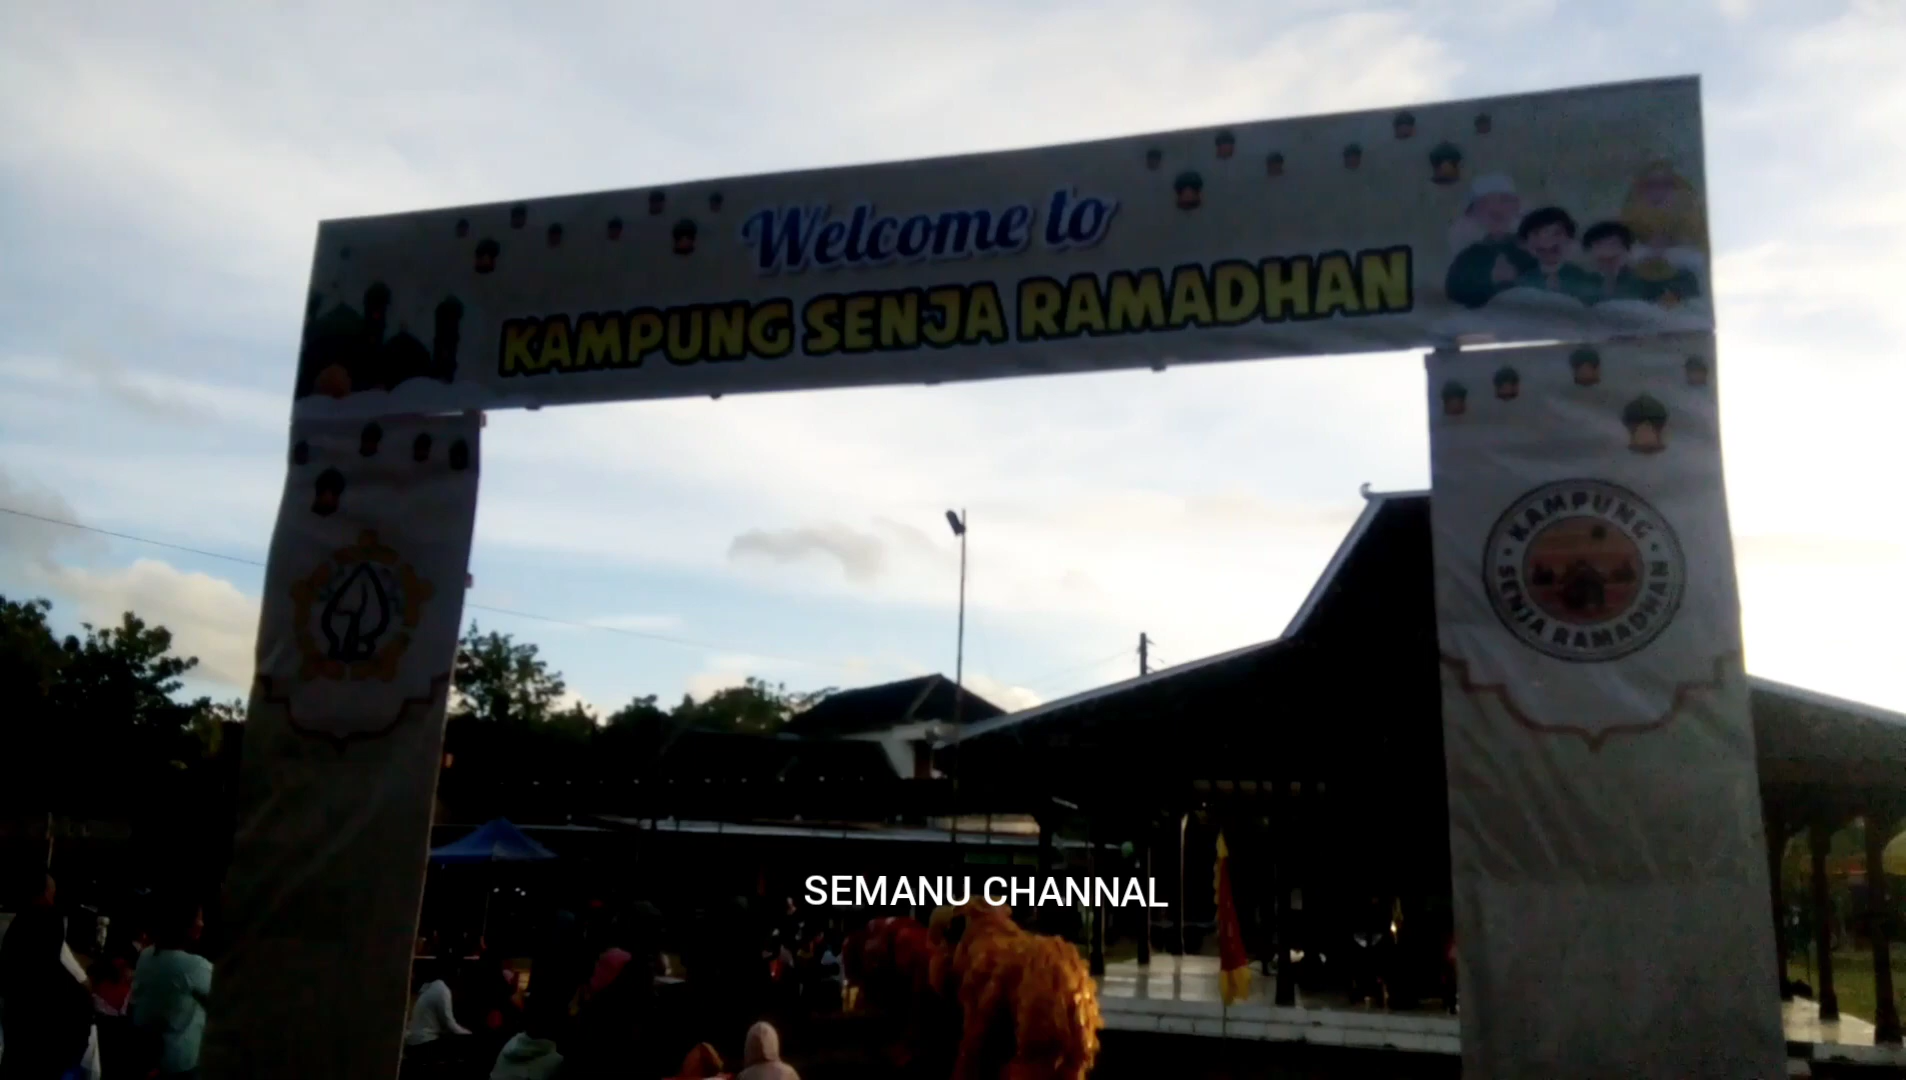 Welcome to
KAMPUNG SENJA RAMADHAN
KAMPUNG
SENJA RAMADHAN
SEMANU CHANNAL